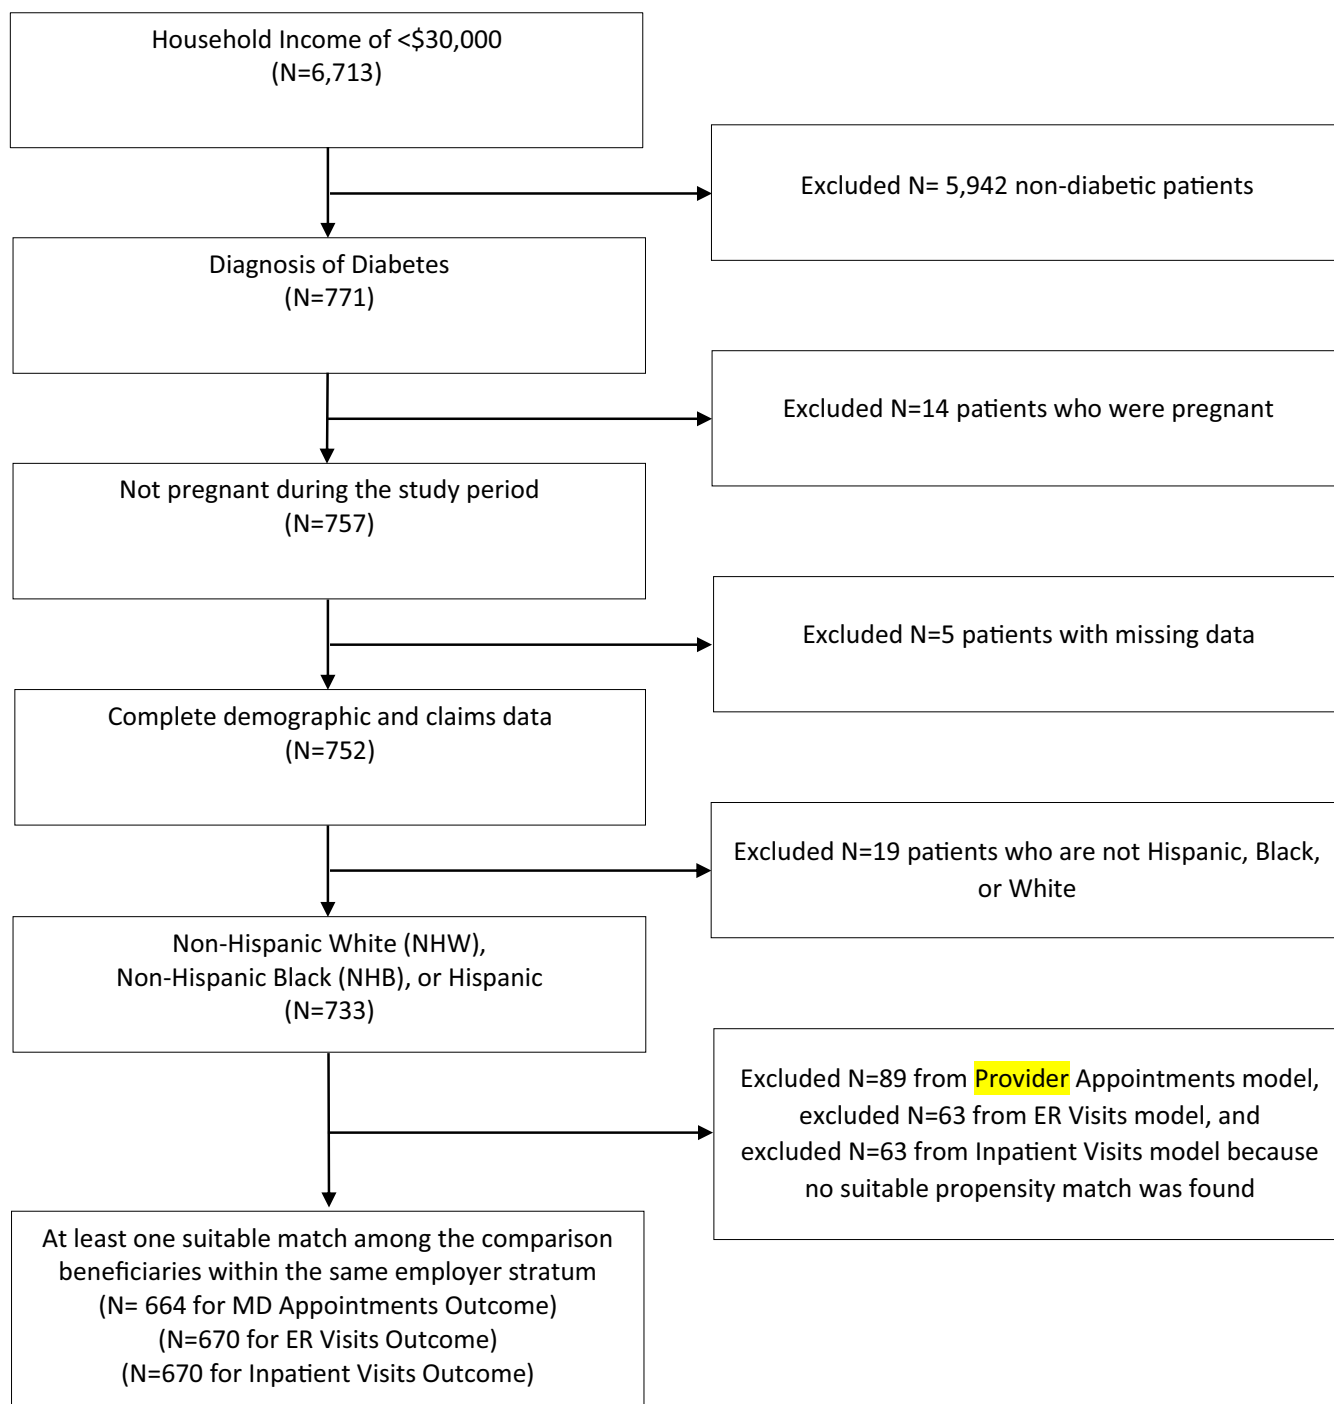 Household Income of <$30,000
(N=6,713)
Excluded N= 5,942 non-diabetic patients
Diagnosis of Diabetes
(N=771)
Excluded N=14 patients who were pregnant
Not pregnant during the study period
(N=757)
Excluded N=5 patients with missing data
Complete demographic and claims data
(N=752)
Excluded N=19 patients who are not Hispanic, Black,
or White
Non-Hispanic White (NHW),
Non-Hispanic Black (NHB), or Hispanic
(N=733)
Excluded N=89 from Provider Appointments model,
excluded N=63 from ER Visits model, and
excluded N=63 from Inpatient Visits model because
no suitable propensity match was found
At least one suitable match among the comparison
beneficiaries within the same employer stratum
(N= 664 for MD Appointments Outcome)
(N=670 for ER Visits Outcome)
(N=670 for Inpatient Visits Outcome)